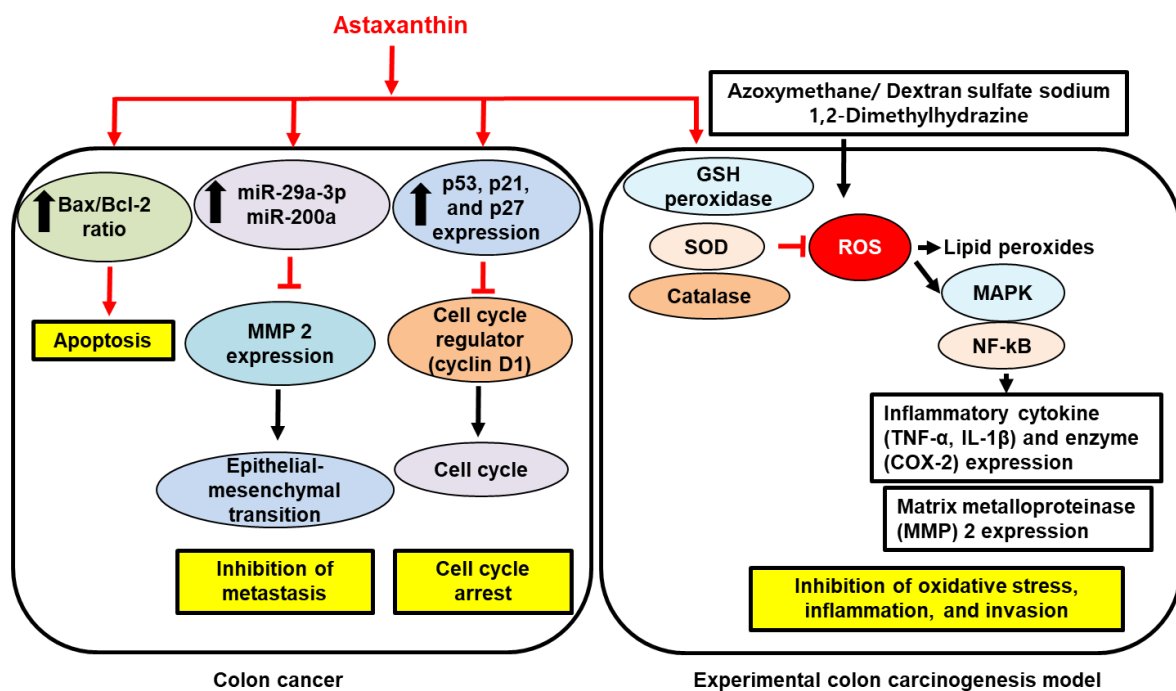 Astaxanthin
Azoxymethane/ Dextran sulfate sodium
1,2-Dimethylhydrazine
Bax/Bcl-2
ratio
miR-29a-3p
miR-200a
p53, p21,
and p27
expression
GSH
peroxidase
SOD
Catalase
ROS
Lipid peroxides
MAPK
NF-kB
Apoptosis
MMP 2
expression
Cell cycle
regulator
(cyclin D1)
Inflammatory cytokine
(TNF-α, IL-1β) and enzyme
(COX-2) expression
Epithelial-
mesenchymal
transition
Cell cycle
Matrix metalloproteinase
(MMP) 2 expression
Inhibition of
metastasis
Cell cycle
arrest
Inhibition of oxidative stress,
inflammation, and invasion
Colon cancer
Experimental colon carcinogenesis model